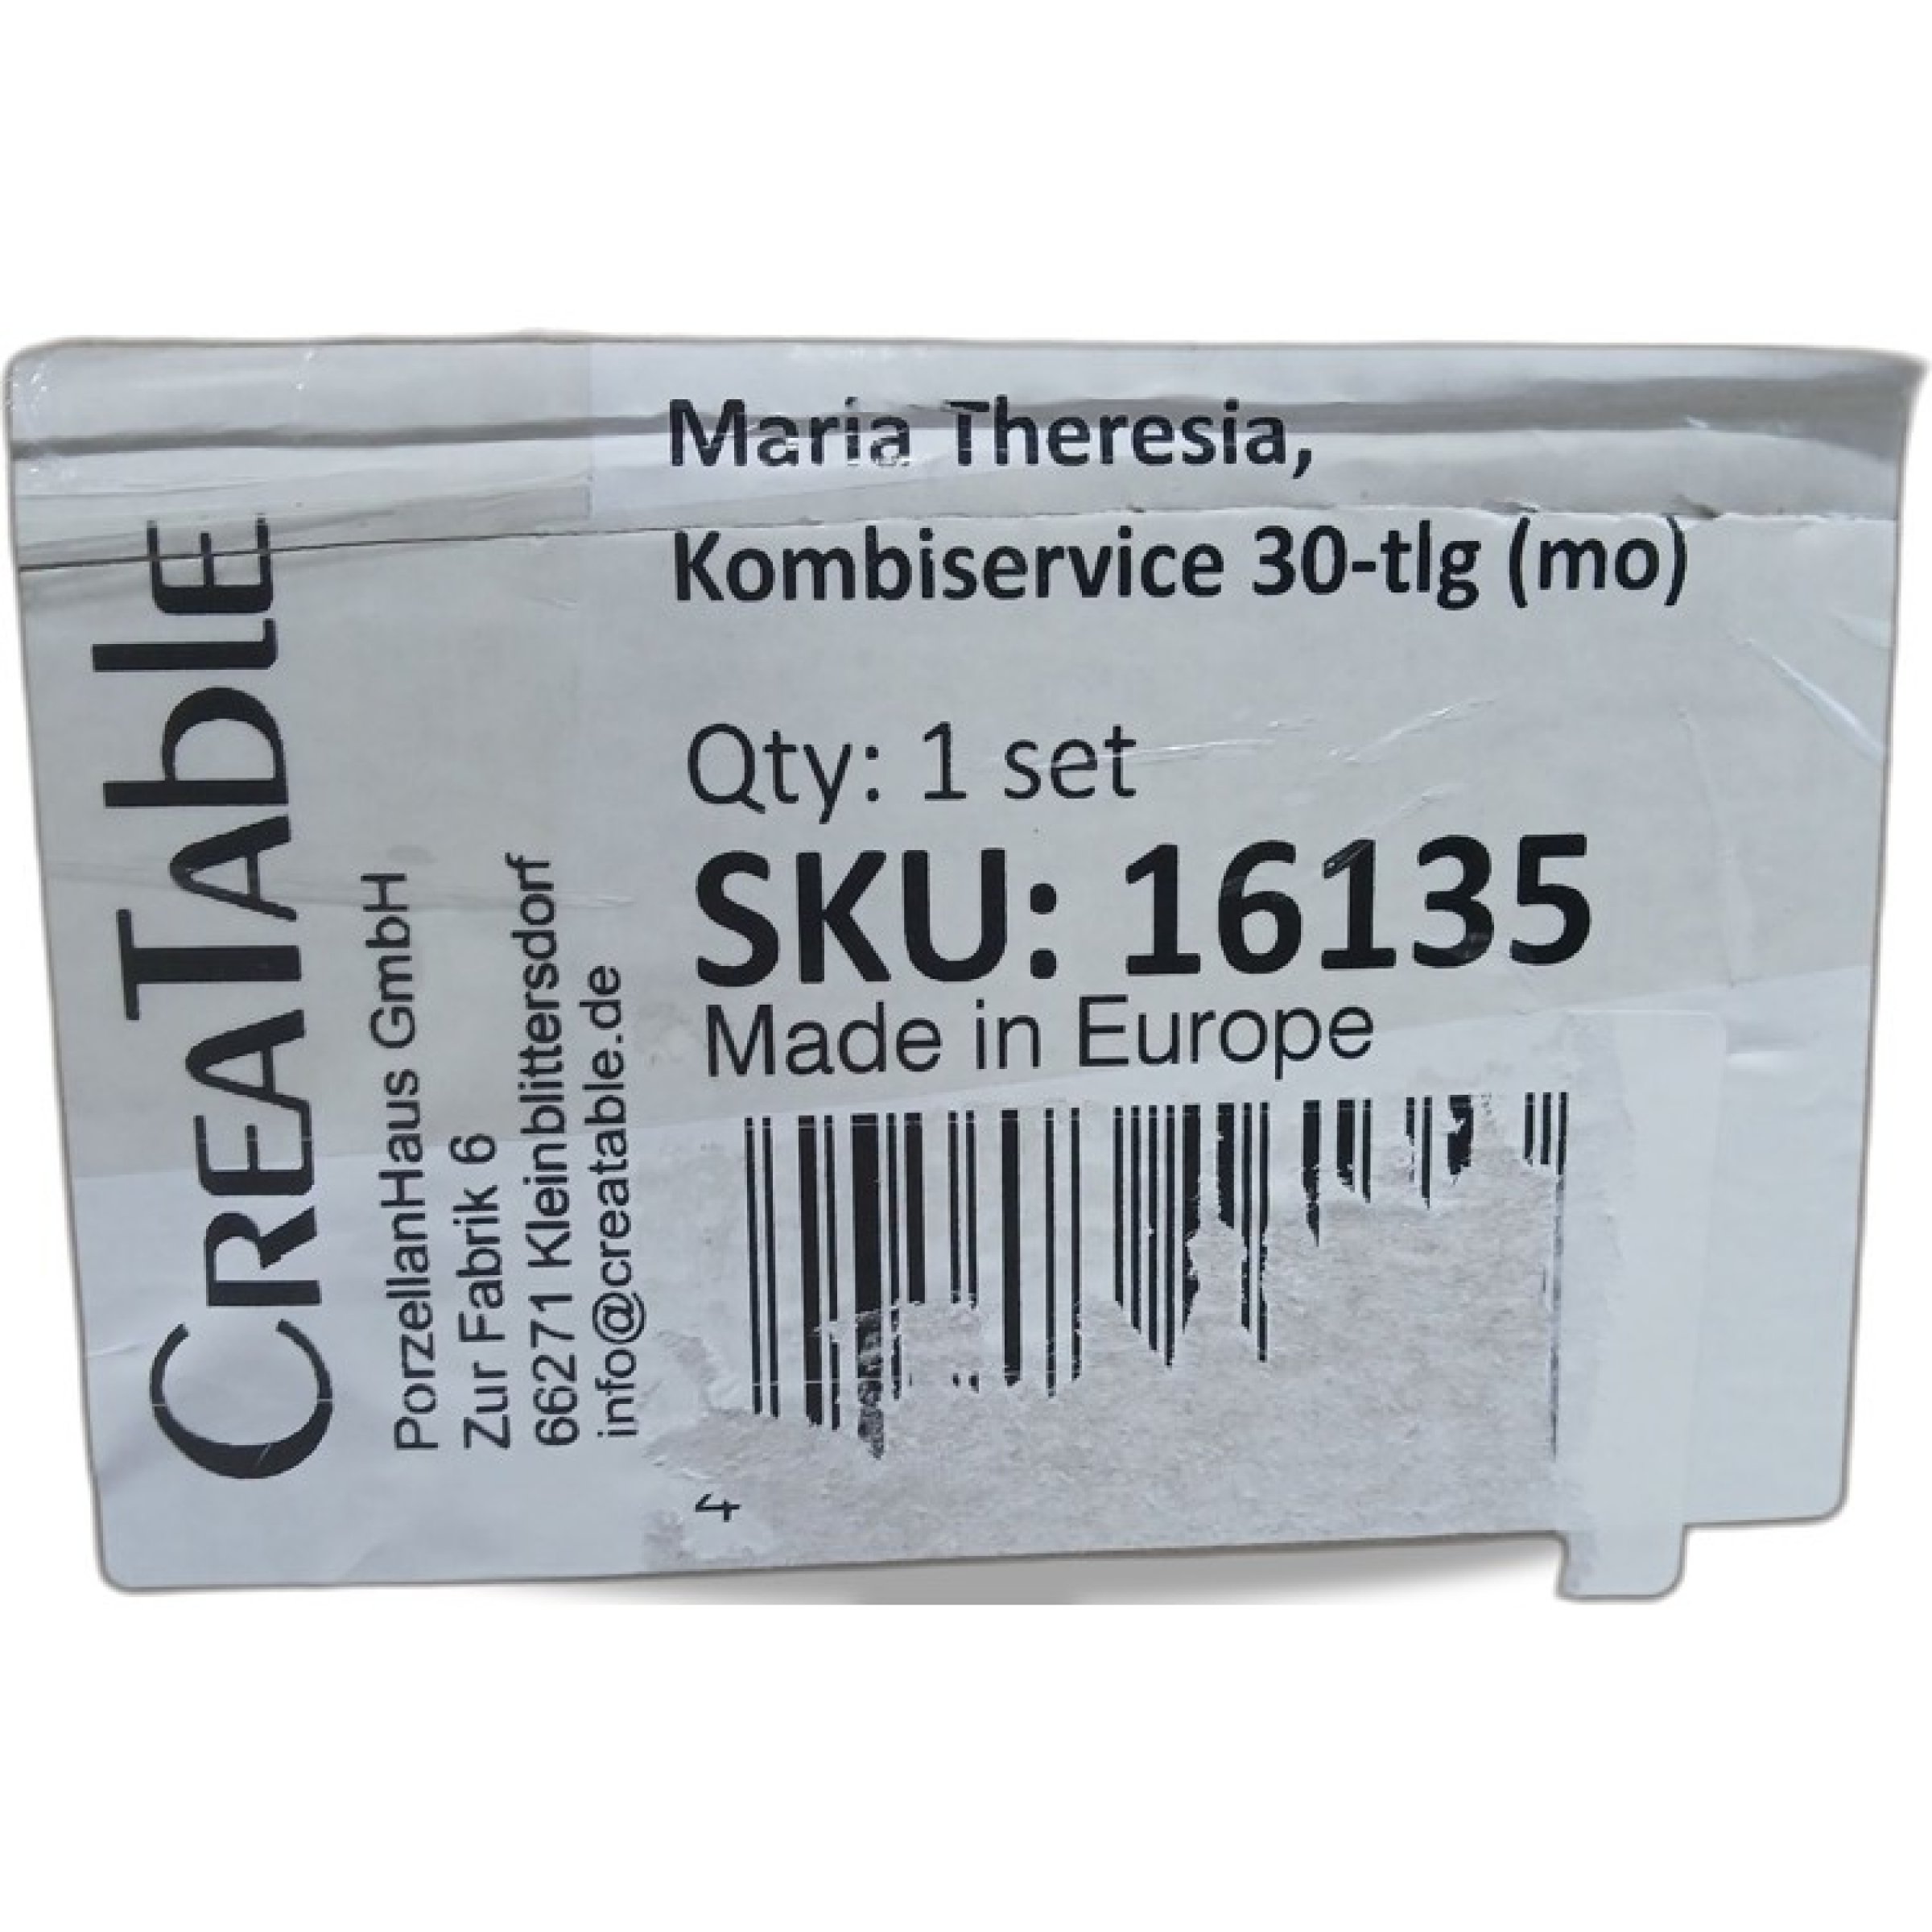 CREATAblE
PorzellanHaus GmbH
Zur Fabrik 6
66271 Kleinblittersdorf
info@creatable.de
Maria Theresia,
Kombiservice 30-tlg (mo)
Qty: 1 set
SKU: 16135
Made in Europe
4